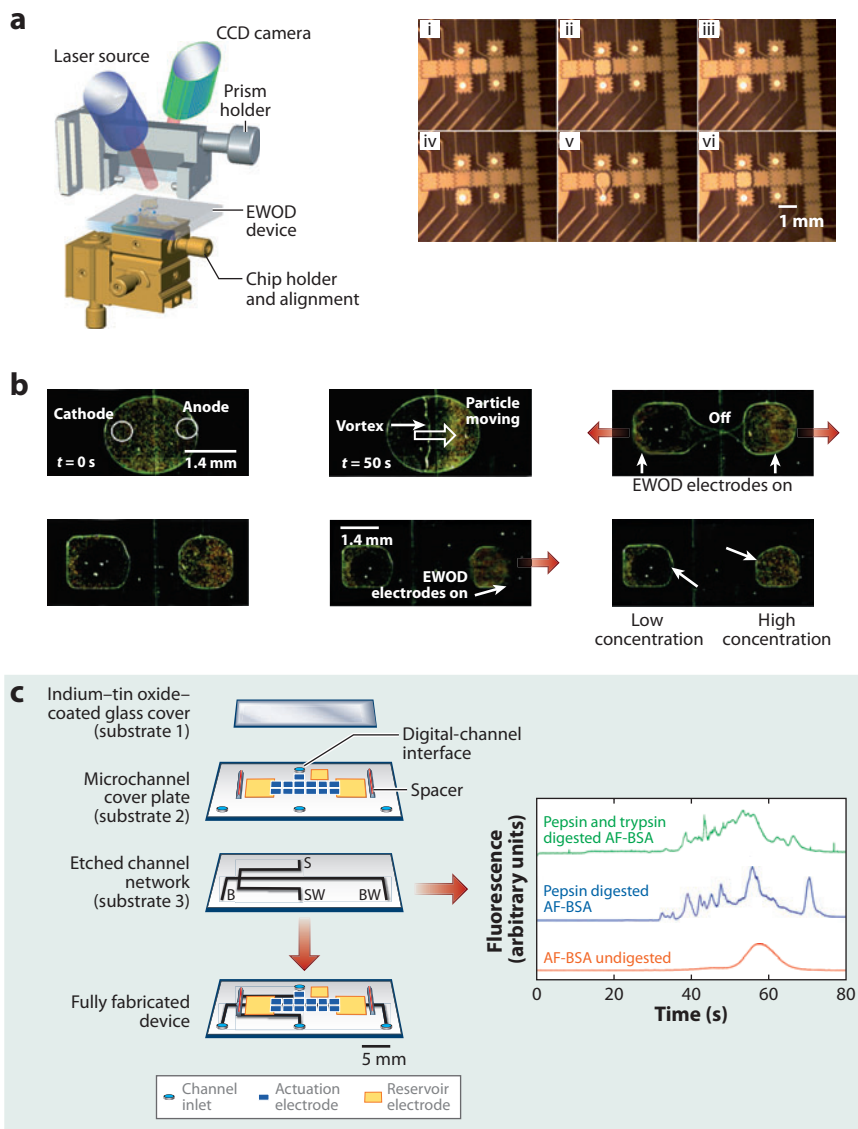 a
Laser source
CCD camera
Prism
holder
EWOD
device
Chip holder
and alignment
i
ii
iii
iv
v
vi
1 mm
b
Cathode
Anode
1.4 mm
t = 0 s
Vortex
Particle
moving
t = 50 s
Off
EWOD electrodes on
1.4 mm
EWOD
electrodes on
Low
concentration
High
concentration
c
Indium–tin oxide–
coated glass cover
(substrate 1)
Digital-channel
interface
Microchannel
cover plate
(substrate 2)
Spacer
Etched channel
network
(substrate 3)
S
B
SW
BW
Fully fabricated
device
5 mm
Channel
inlet
Actuation
electrode
Reservoir
electrode
Fluorescence
(arbitrary units)
Pepsin and trypsin
digested AF-BSA
Pepsin digested
AF-BSA
AF-BSA undigested
0
20
40
60
80
Time (s)